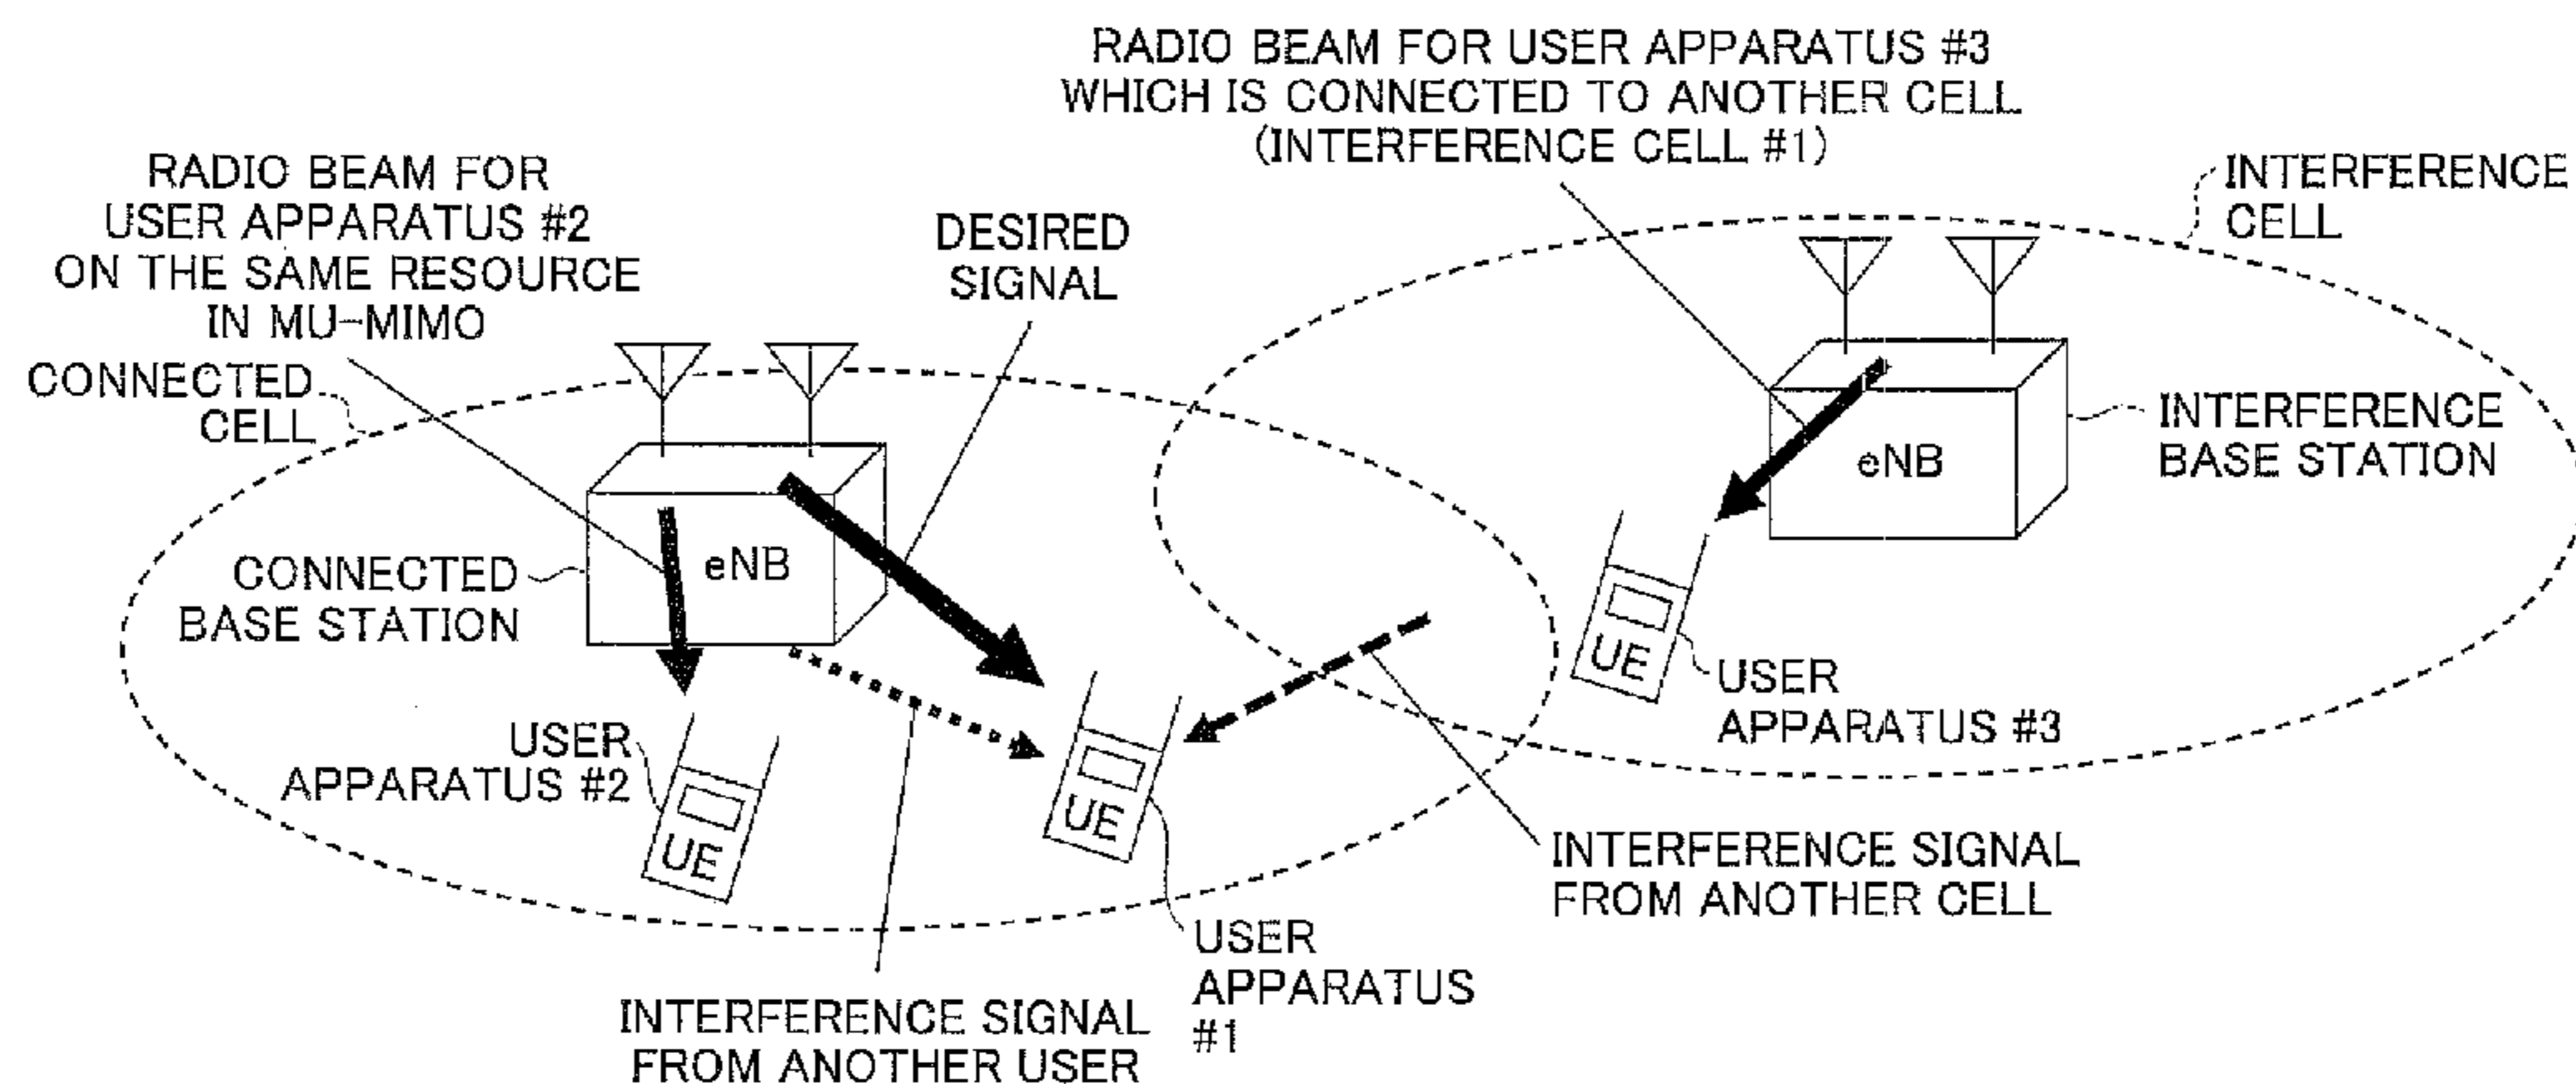 RADIO BEAM FOR USER APPARATUS #3
WHICH IS CONNECTED TO ANOTHER CELL
(INTERFERENCE CELL #1)
RADIO BEAM FOR
USER APPARATUS #2
ON THE SAME RESOURCE
IN MU-MIMO
DESIRED
SIGNAL
INTERFERENCE
CELL
CONNECTED
CELL
INTERFERENCE
BASE STATION
eNB
eNB
CONNECTED
BASE STATION
UE
USER
APPARATUS #3
USER
APPARATUS #2
UE
UE
INTERFERENCE SIGNAL
FROM ANOTHER CELL
USER
APPARATUS
#1
INTERFERENCE SIGNAL
FROM ANOTHER USER